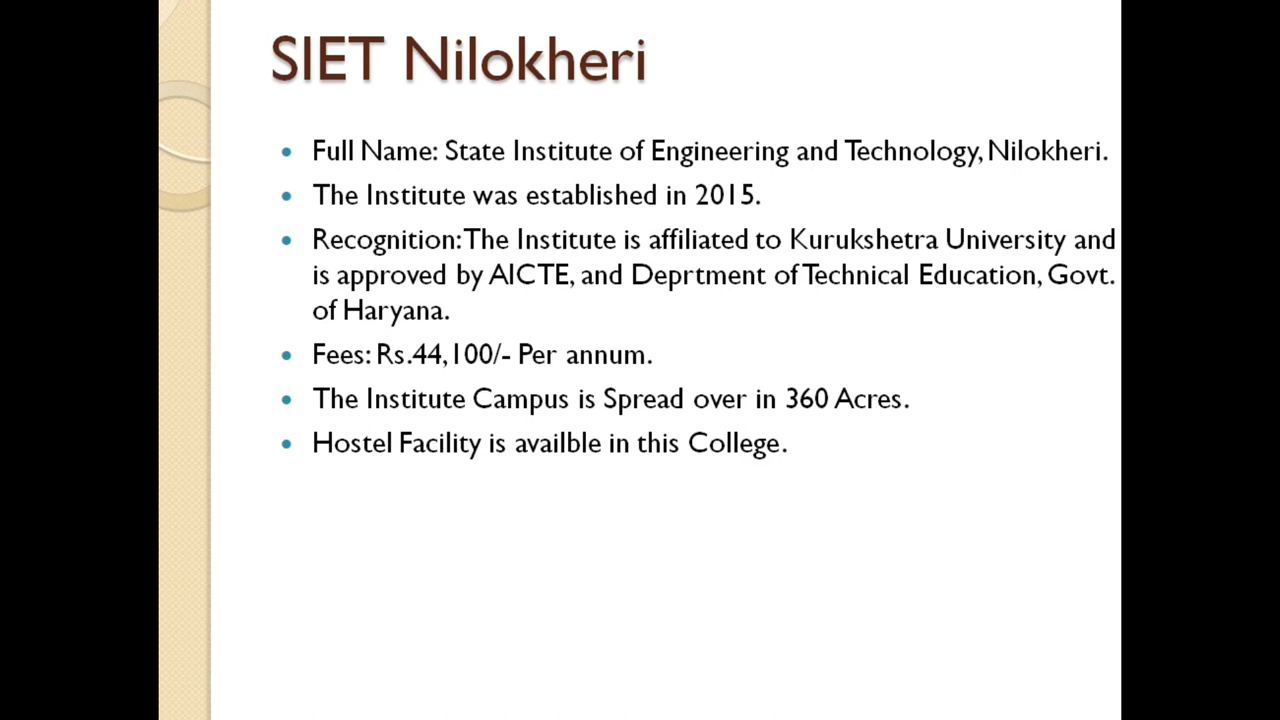 SIET Nilokheri
Full Name: State Institute of Engineering and Technology, Nilokheri.
The Institute was established in 2015.
Recognition: The Institute is affiliated to Kurukshetra University and
is approved by AICTE, and Deprtment of Technical Education, Govt.
of Haryana.
Fees: Rs.44,100/- Per annum.
The Institute Campus is Spread over in 360 Acres.
Hostel Facility is availble in this College.